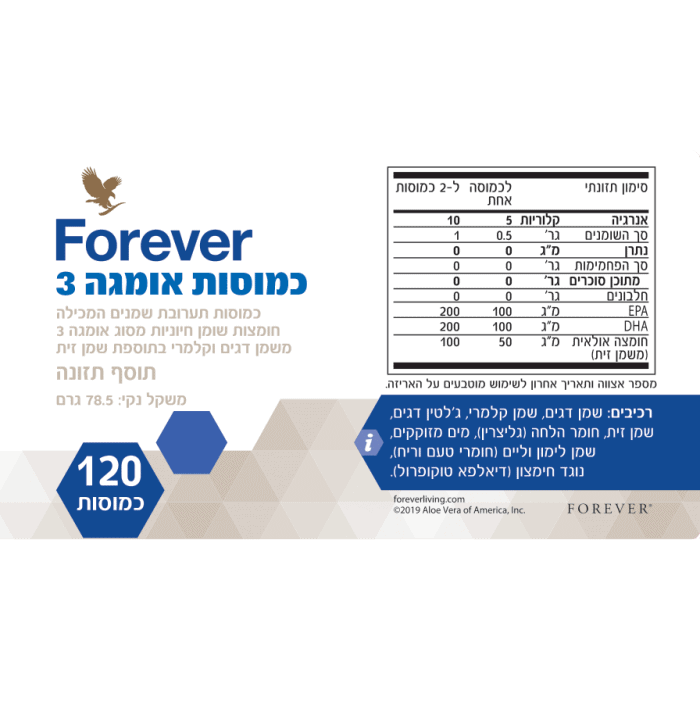 Forever
כמוסות אומגה 3
כמוסות תערובת שמנים המכילה
חומצות שומן חיוניות מסוג אומגה 3
משמן דגים וקלמרי בתוספת שמן זית
תוסף תזונה
משקל נקי: 78.5 גרם
120
כמוסות
סימון תזונתי לכמוסה ל-2 כמוסות
אחת
אנרגיה קלוריות 5 10
סך השומנים גר' 0.5 1
נתרן מ"ג 0 0
סך הפחמימות גר' 0 0
מתוכן סוכרים גר' 0 0
חלבונים גר' 0 0
EPA מ"ג 100 200
DHA מ"ג 100 200
חומצה אולאית מ"ג 50 100
(משמן זית)
מספר אצווה ותאריך אחרון לשימוש מוטבעים על האריזה.
i
רכיבים: שמן דגים, שמן קלמרי, ג'לטין דגים,
שמן זית, חומר הלחה (גליצרין), מים מזוקקים,
שמן לימון וליים (חומרי טעם וריח),
נוגד חימצון (דיאלפא טוקופרול).
foreverliving.com
©2019 Aloe Vera of America, Inc.
FOREVER®